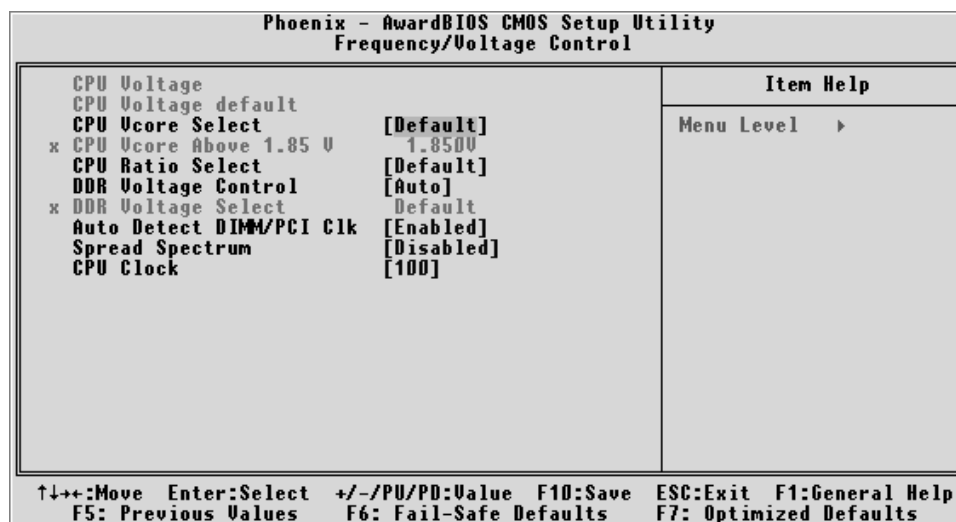 Phoenix - AwardBIOS CMOS Setup Utility
Frequency/Voltage Control
CPU Voltage
CPU Voltage default
CPU Vcore Select [Default]
x CPU Vcore Above 1.85 V 1.850V
CPU Ratio Select [Default]
DDR Voltage Control [Auto]
x DDR Voltage Select Default
Auto Detect DIMM/PCI Clk [Enabled]
Spread Spectrum [Disabled]
CPU Clock [100]
Item Help
Menu Level ▸
↑↓→←:Move Enter:Select +/-/PU/PD:Value F10:Save ESC:Exit F1:General Help
F5: Previous Values F6: Fail-Safe Defaults F7: Optimized Defaults